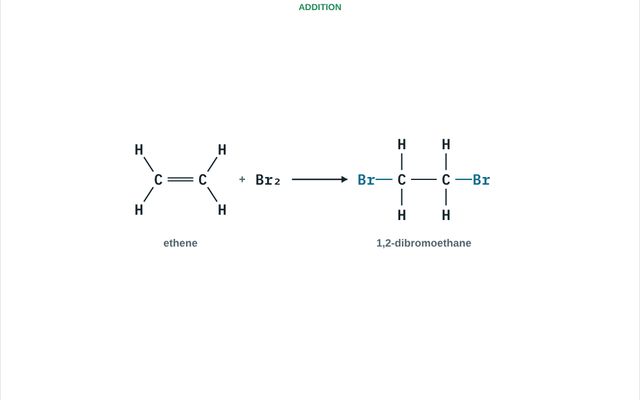 ADDITION
H H H H
C C + Br₂ Br C C Br
H H H H
ethene 1,2-dibromoethane